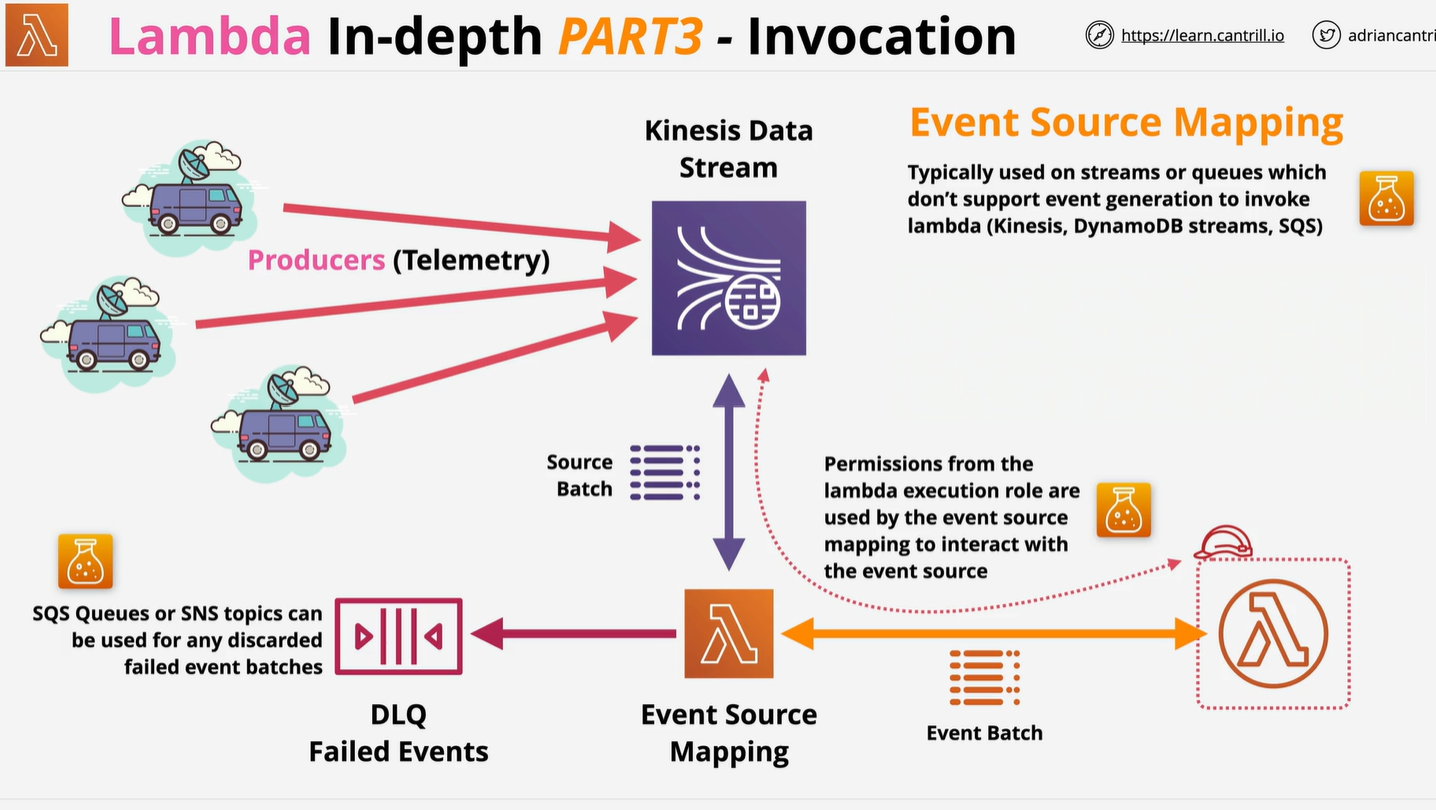 Lambda In-depth PART3 - Invocation
https://learn.cantrill.io
adriancantri
Event Source Mapping
Typically used on streams or queues which
don't support event generation to invoke
lambda (Kinesis, DynamoDB streams, SQS)
Kinesis Data
Stream
Producers (Telemetry)
Source
Batch
Permissions from the
lambda execution role are
used by the event source
mapping to interact with
the event source
SQS Queues or SNS topics can
be used for any discarded
failed event batches
DLQ
Failed Events
Event Source
Mapping
Event Batch